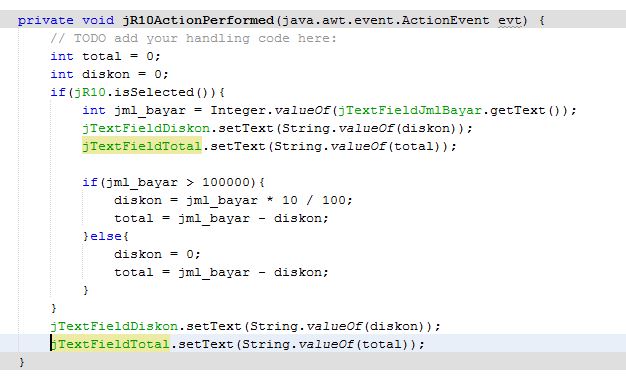 private void jR10ActionPerformed(java.awt.event.ActionEvent evt) {
    // TODO add your handling code here:
    int total = 0;
    int diskon = 0;
    if(jR10.isSelected()){
        int jml_bayar = Integer.valueOf(jTextFieldJmlBayar.getText());
        jTextFieldDiskon.setText(String.valueOf(diskon));
        jTextFieldTotal.setText(String.valueOf(total));

        if(jml_bayar > 100000){
            diskon = jml_bayar * 10 / 100;
            total = jml_bayar - diskon;
        }else{
            diskon = 0;
            total = jml_bayar - diskon;
        }
    }
    jTextFieldDiskon.setText(String.valueOf(diskon));
    jTextFieldTotal.setText(String.valueOf(total));
}